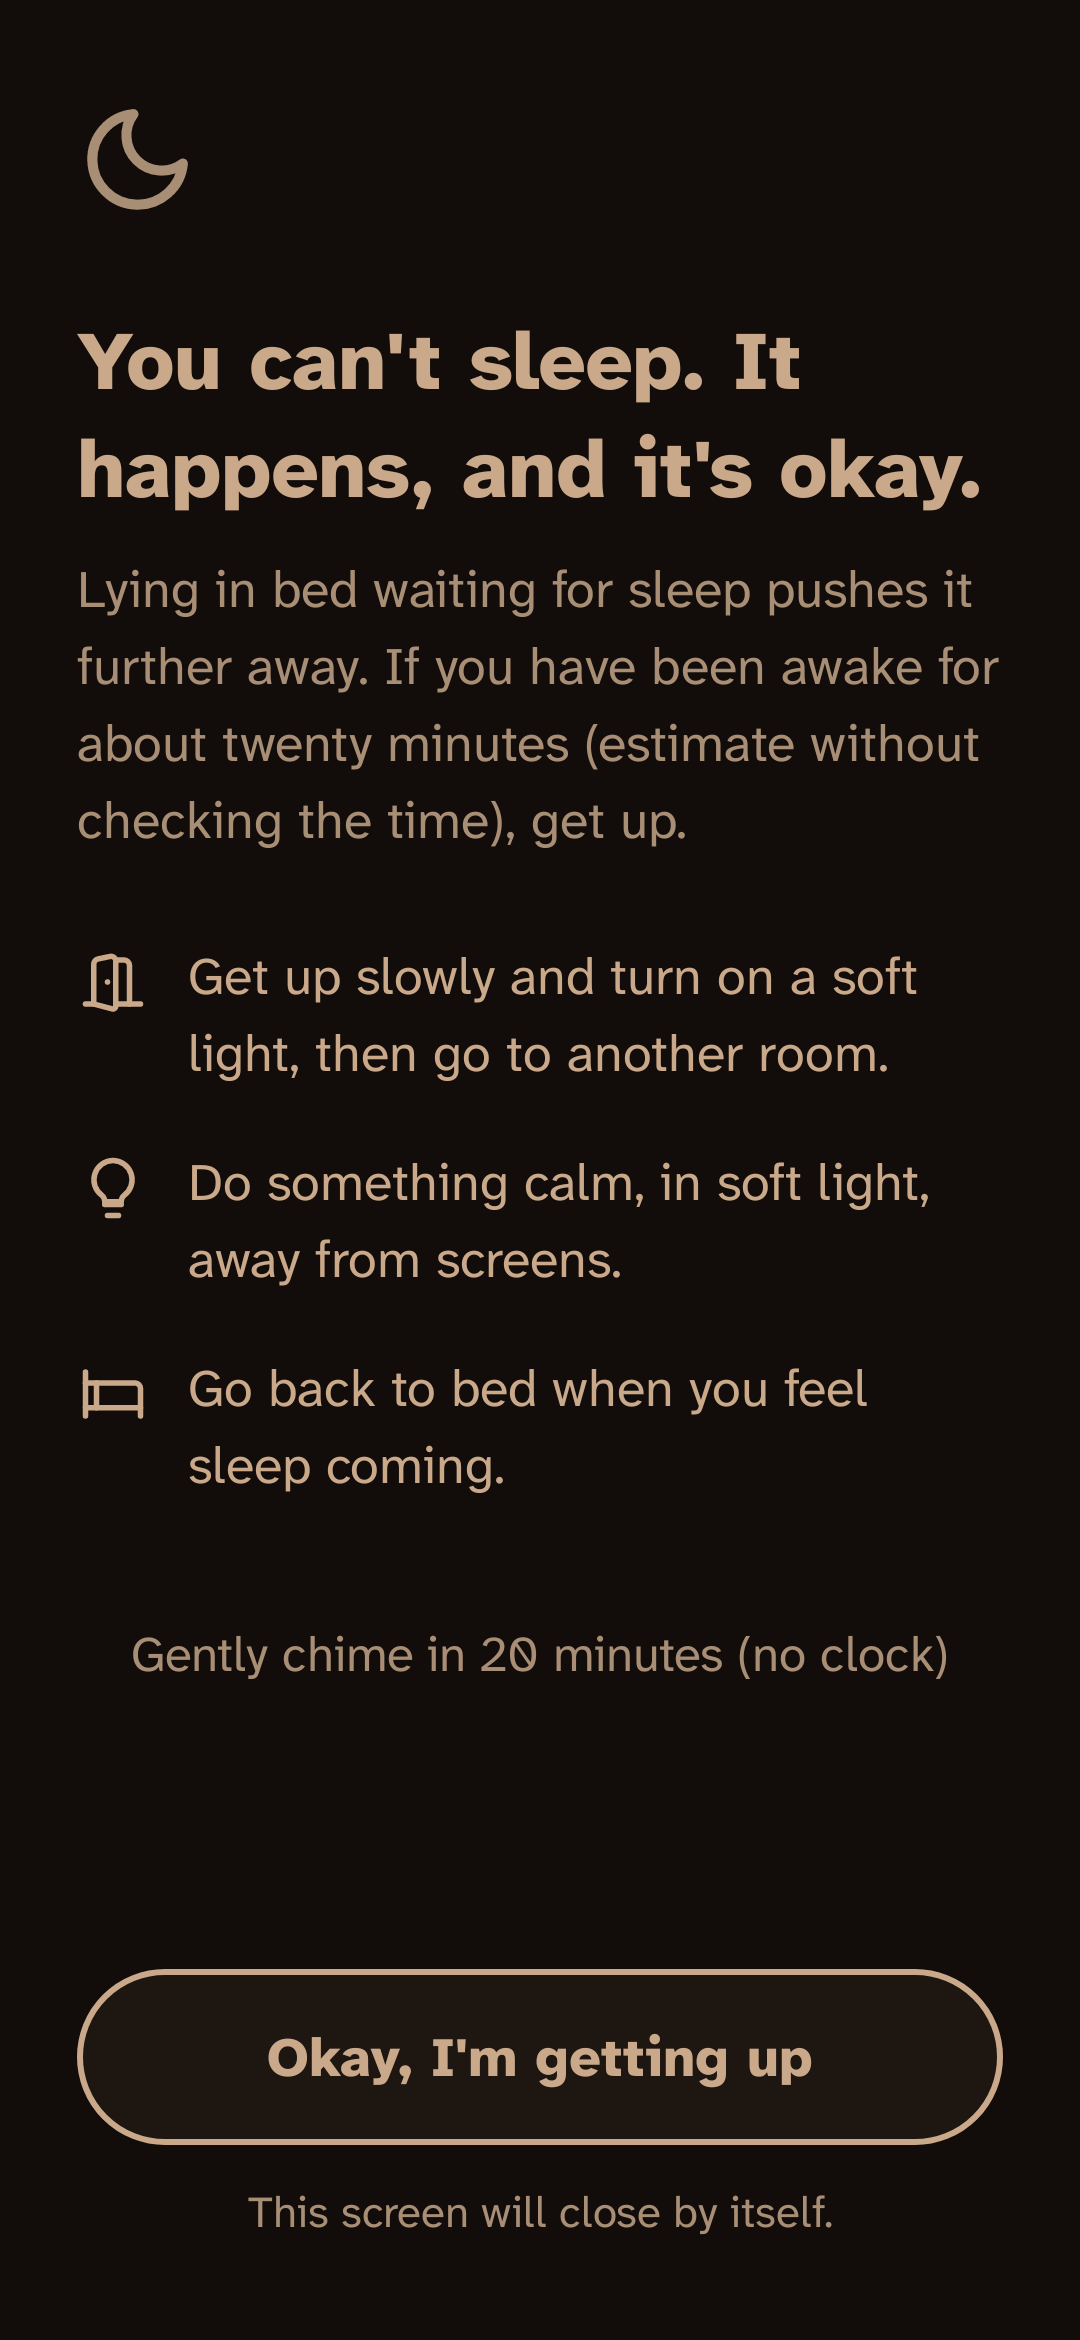 You can't sleep. It
happens, and it's okay.
Lying in bed waiting for sleep pushes it
further away. If you have been awake for
about twenty minutes (estimate without
checking the time), get up.
Get up slowly and turn on a soft
light, then go to another room.
Do something calm, in soft light,
away from screens.
Go back to bed when you feel
sleep coming.
Gently chime in 20 minutes (no clock)
Okay, I'm getting up
This screen will close by itself.